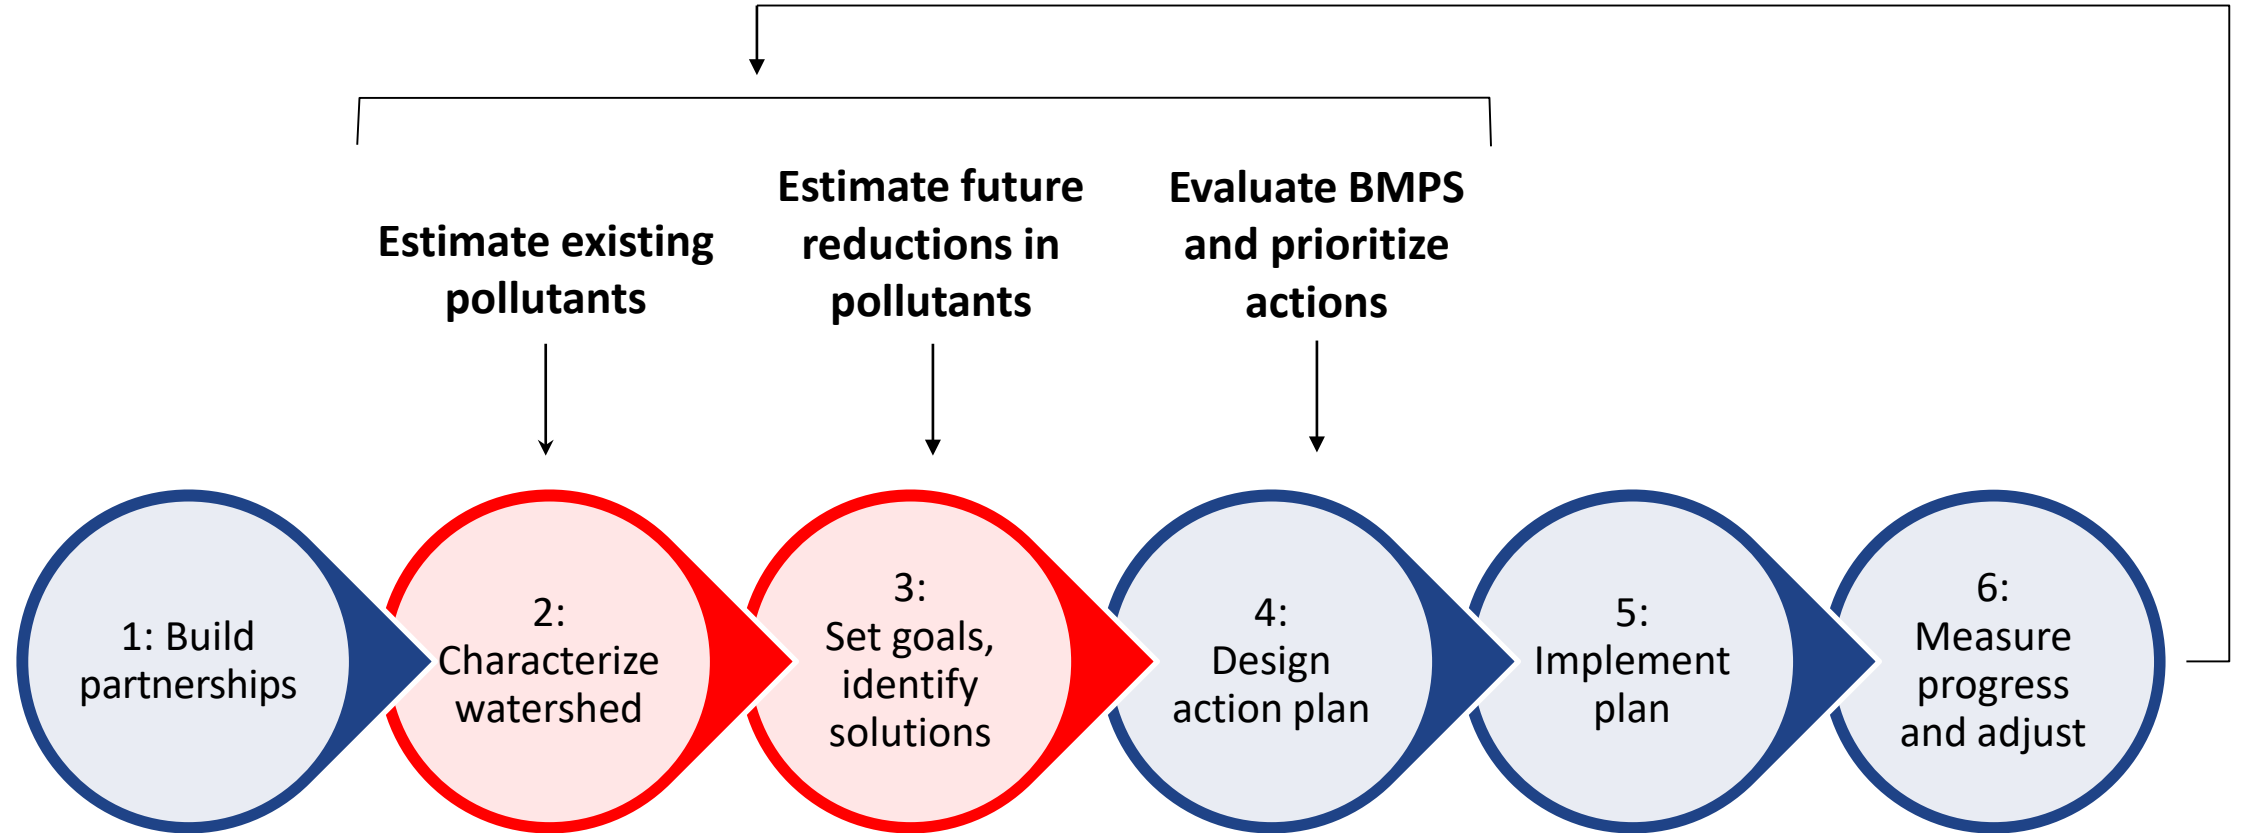 Estimate existing
pollutants
Estimate future
reductions in
pollutants
Evaluate BMPS
and prioritize
actions
1: Build
partnerships
2:
Characterize
watershed
3:
Set goals,
identify
solutions
4:
Design
action plan
5:
Implement
plan
6:
Measure
progress
and adjust